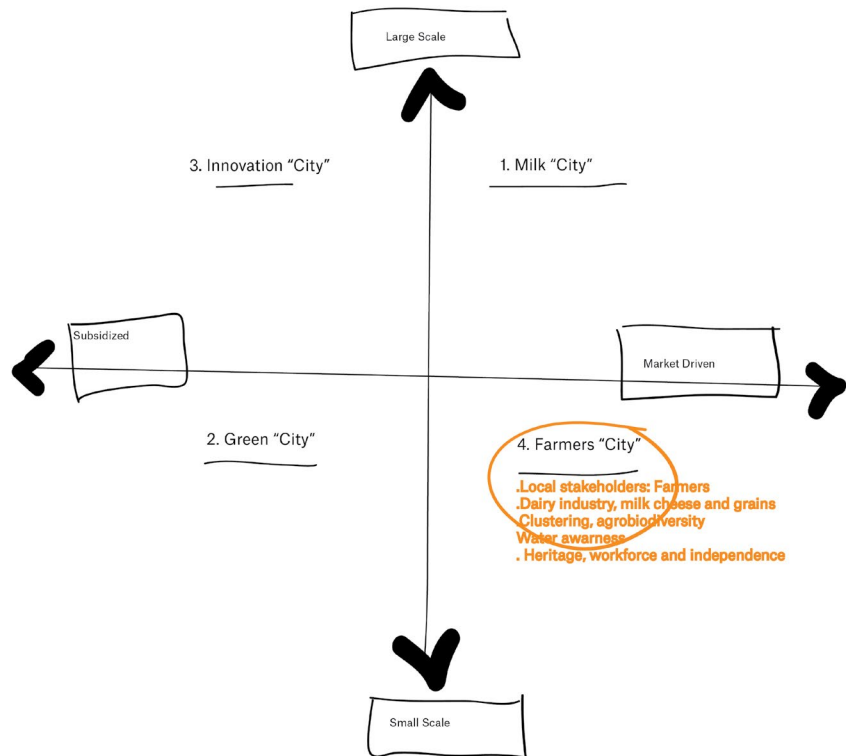 Large Scale
3. Innovation “City”
1. Milk “City”
Subsidized
Market Driven
2. Green “City”
4. Farmers “City”
.Local stakeholders: Farmers
.Dairy industry, milk cheese and grains
Clustering, agrobiodiversity
Water awarness
. Heritage, workforce and independence
Small Scale